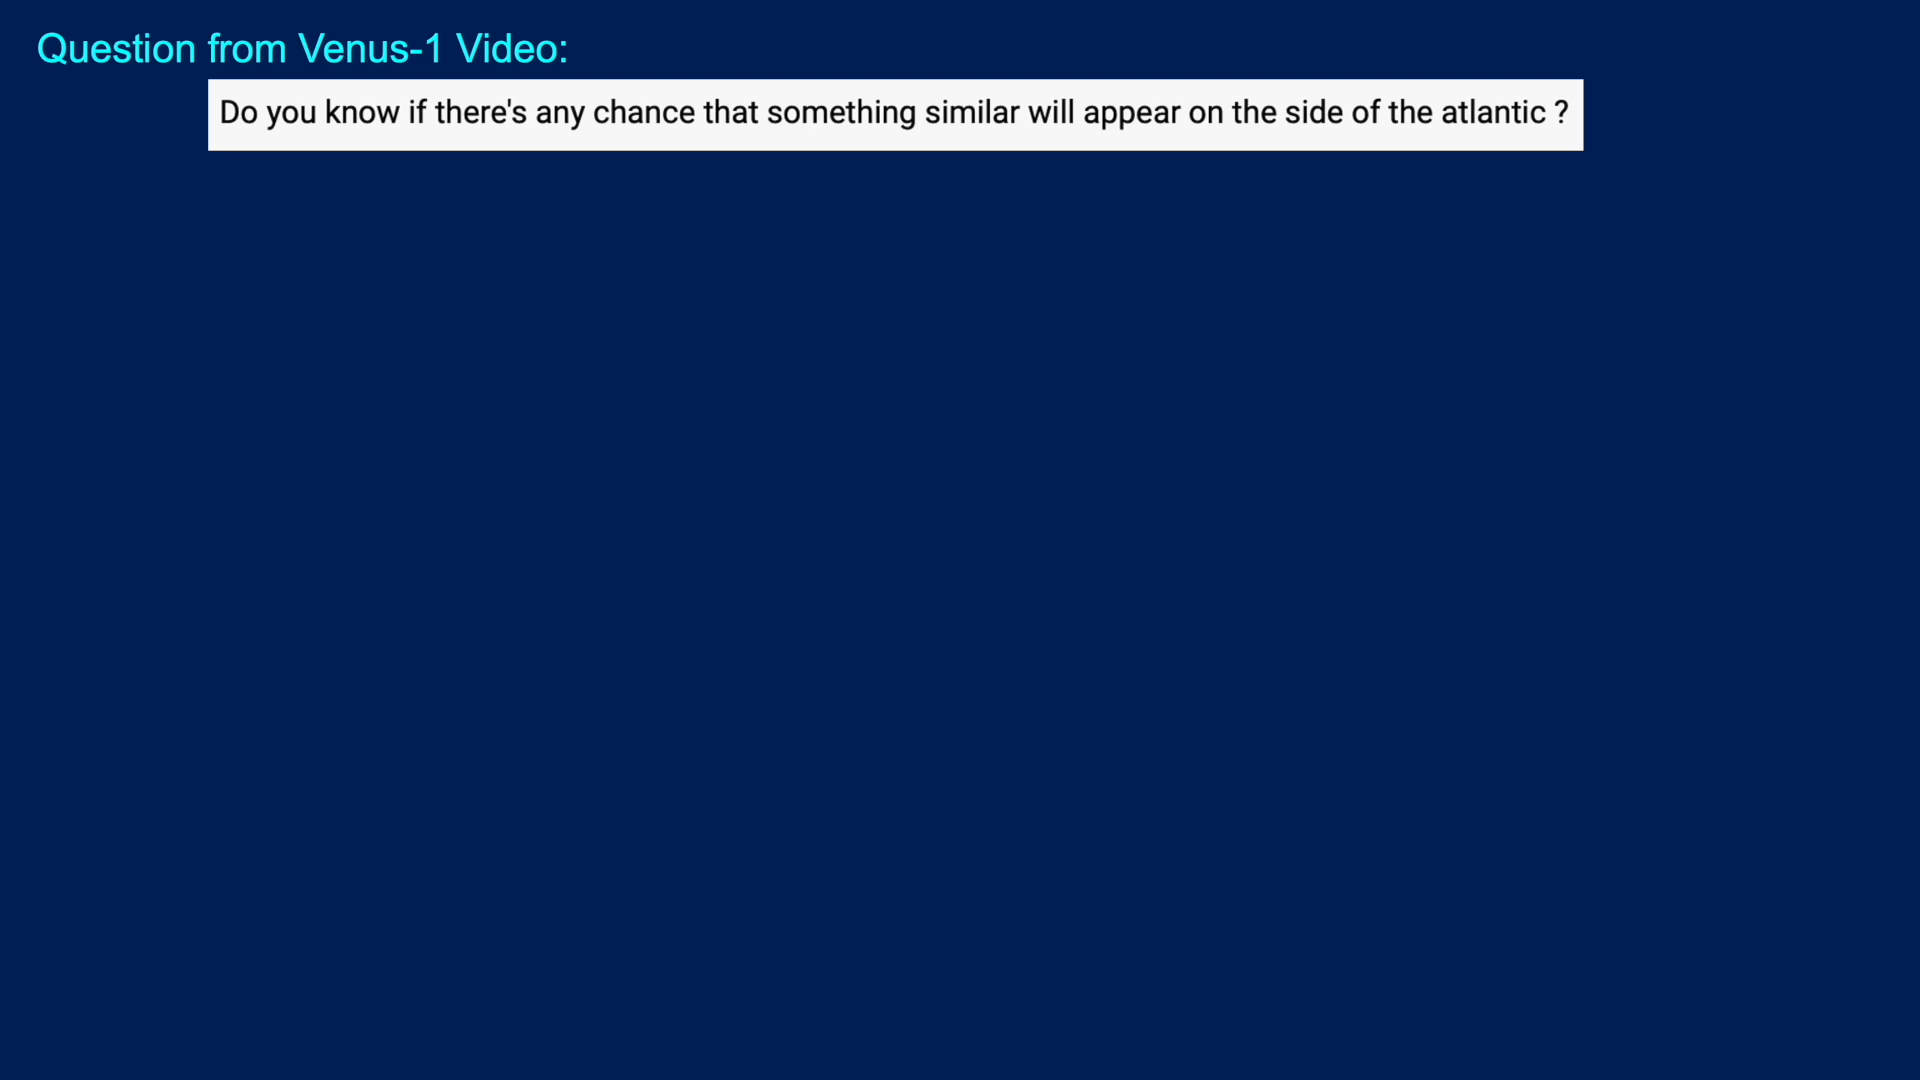 Question from Venus-1 Video:
Do you know if there's any chance that something similar will appear on the side of the atlantic ?